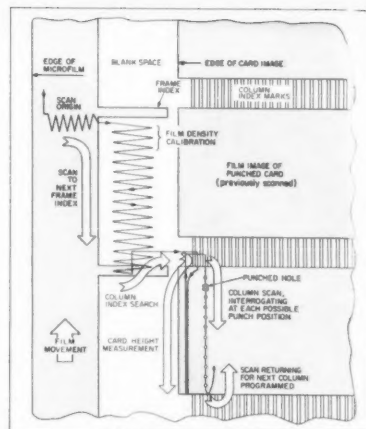 EDGE OF
MICROFILM
BLANK SPACE
EDGE OF CARD IMAGE
FRAME
INDEX
COLUMN
INDEX MARKS
SCAN
ORIGIN
FILM DENSITY
CALIBRATION
SCAN
TO NEXT
FRAME
INDEX
FILM IMAGE OF
PUNCHED CARD
(previously scanned)
PUNCHED HOLE
COLUMN
INDEX SEARCH
COLUMN SCAN,
INTERROGATING
AT EACH POSSIBLE
PUNCH POSITION
FILM
MOVEMENT
CARD HEIGHT
MEASUREMENT
SCAN RETURNING
FOR NEXT COLUMN
PROGRAMMED